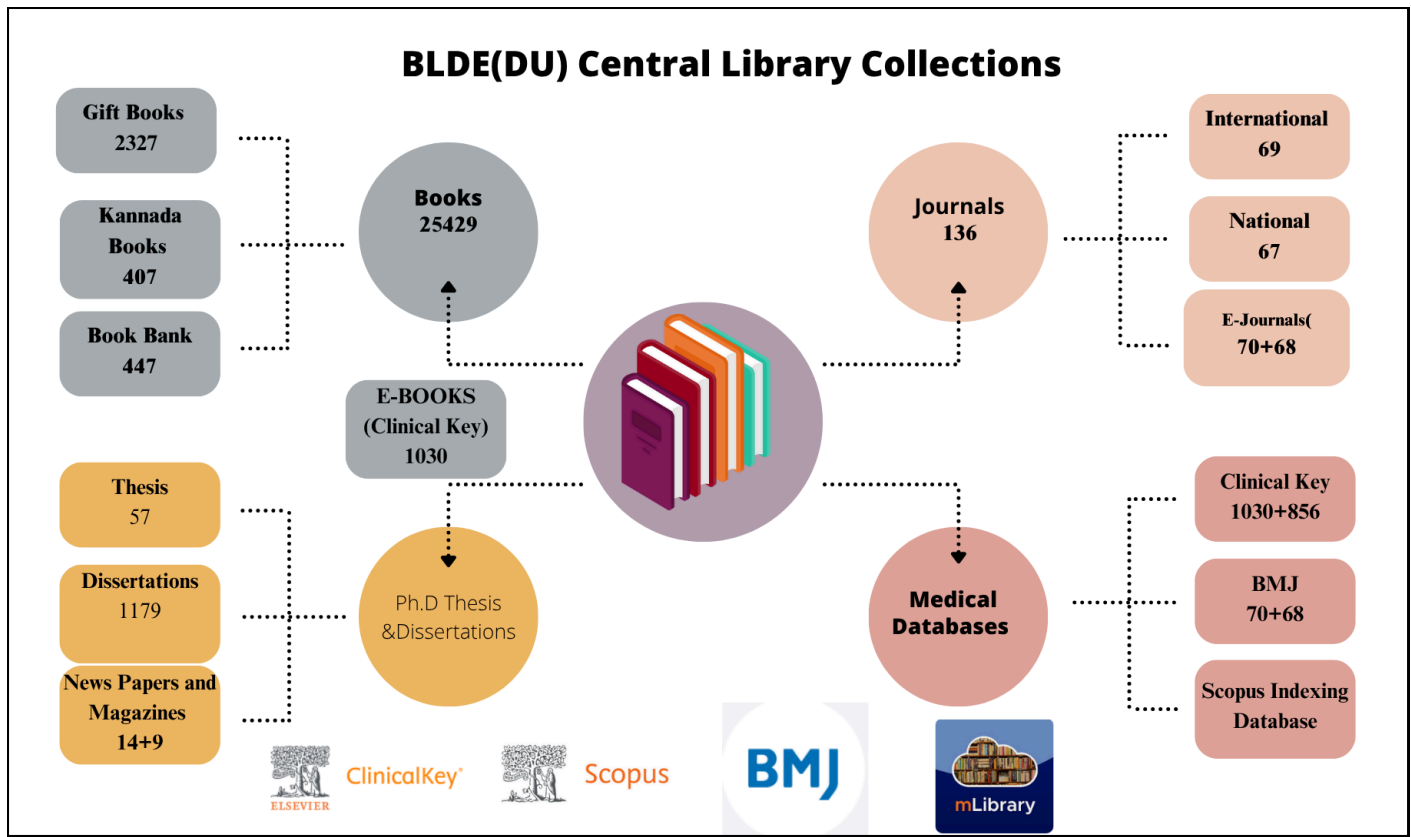 BLDE(DU) Central Library Collections
Gift Books
2327
Kannada
Books
407
Book Bank
447
Books
25429
E-BOOKS
(Clinical Key)
1030
Journals
136
International
69
National
67
E-Journals(
70+68
Thesis
57
Dissertations
1179
News Papers and
Magazines
14+9
Ph.D Thesis
&Dissertations
Medical
Databases
Clinical Key
1030+856
BMJ
70+68
Scopus Indexing
Database
ELSEVIER
ClinicalKey®
Scopus
BMJ
mLibrary